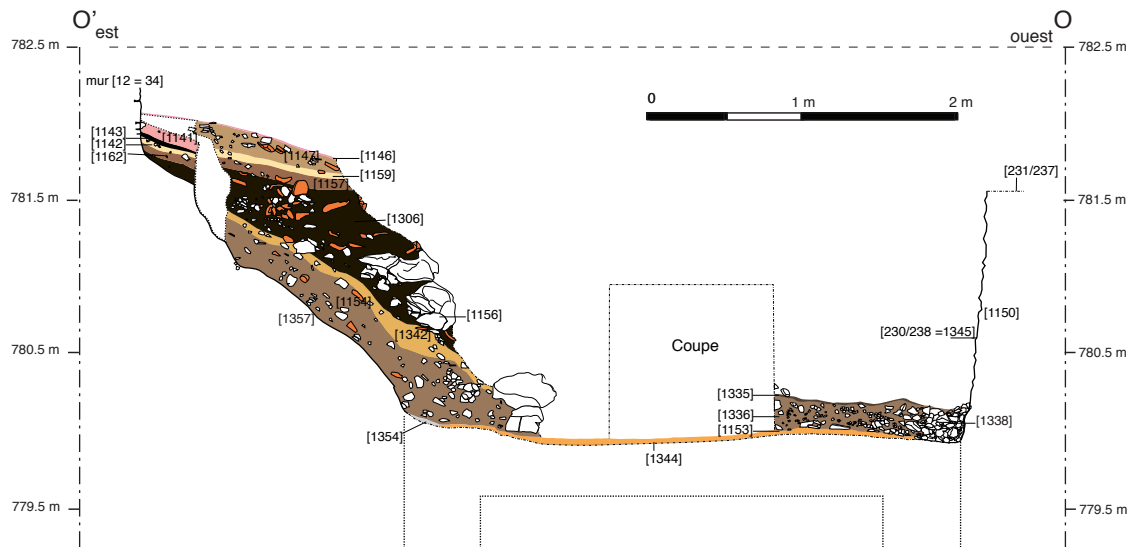 O' est
O ouest
782.5 m
782.5 m
mur [12 = 34]
0 1 m 2 m
[1143]
[1142]
[1162]
[1141]
[1147]
[1146]
[1159]
[1157]
[231/237]
781.5 m
781.5 m
[1306]
[1154]
[1357]
[1156]
[1150]
[1342]
[230/238 =1345]
Coupe
780.5 m
780.5 m
[1335]
[1336]
[1153]
[1338]
[1354]
[1344]
779.5 m
779.5 m